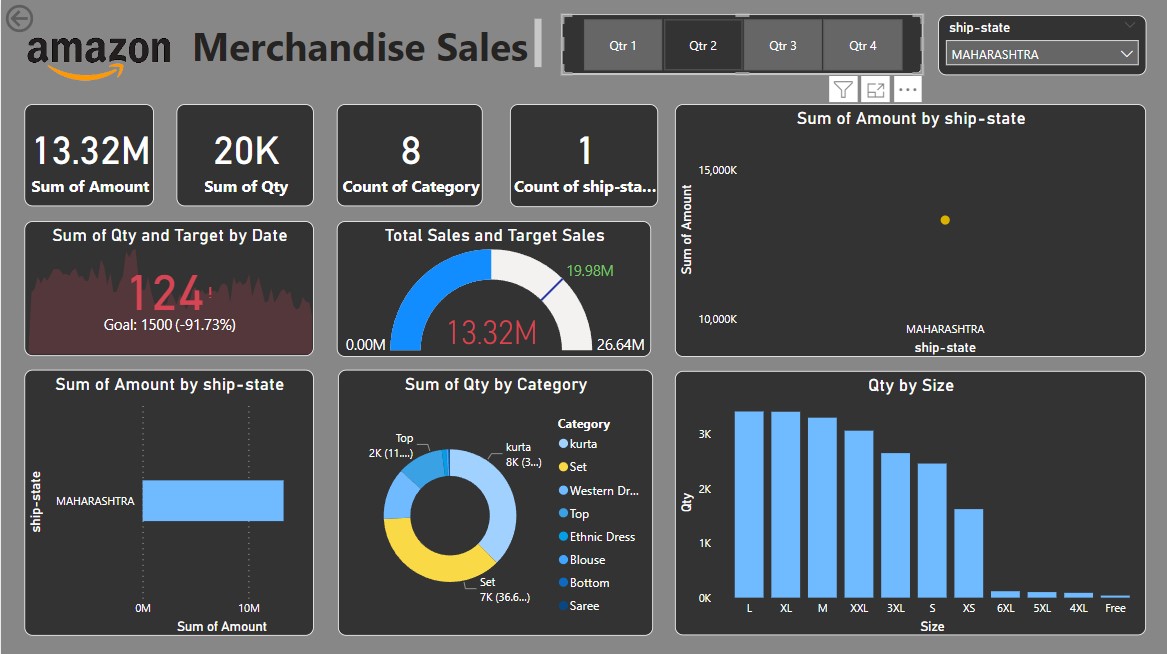 amazon
Merchandise Sales
Qtr 1
Qtr 2
Qtr 3
Qtr 4
ship-state
MAHARASHTRA
13.32M
Sum of Amount
20K
Sum of Qty
8
Count of Category
1
Count of ship-sta...
Sum of Amount by ship-state
15,000K
Sum of Amount
10,000K
MAHARASHTRA
ship-state
Sum of Qty and Target by Date
124!
Goal: 1500 (-91.73%)
Total Sales and Target Sales
19.98M
13.32M
0.00M
26.64M
Sum of Amount by ship-state
ship-state
MAHARASHTRA
0M
10M
Sum of Amount
Sum of Qty by Category
Top
2K (11....)
kurta
8K (3...)
Set
7K (36.6...)
Category
kurta
Set
Western Dr...
Top
Ethnic Dress
Blouse
Bottom
Saree
Qty by Size
Qty
3K
2K
1K
0K
L
XL
M
XXL
3XL
S
XS
6XL
5XL
4XL
Free
Size